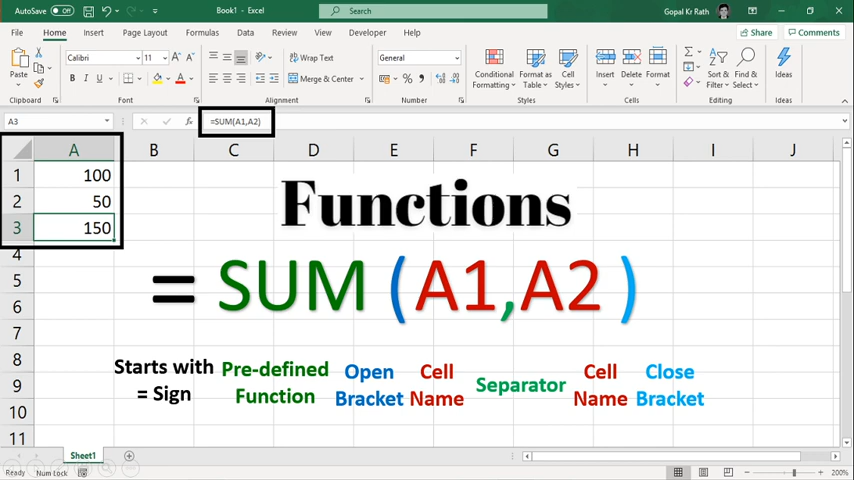 AutoSave Off Book1 - Excel Search Gopal Kr Rath
File Home Insert Page Layout Formulas Data Review View Developer Help Share Comments
Paste Calibri 11 Wrap Text General Conditional Formatting Format as Table Cell Styles Insert Delete Format Sort & Filter Find & Select Ideas
B I U Merge & Center
Clipboard Font Alignment Number Styles Cells Editing Ideas
A3 fx =SUM(A1,A2)
A B C D E F G H I J
1 100
2 50
3 150
4
5
6
7
8
9
10
11
Functions
= SUM (A1,A2)
Starts with = Sign
Pre-defined Function
Open Bracket
Cell Name
Separator
Cell Name
Close Bracket
Sheet1
Ready Num Lock 200%